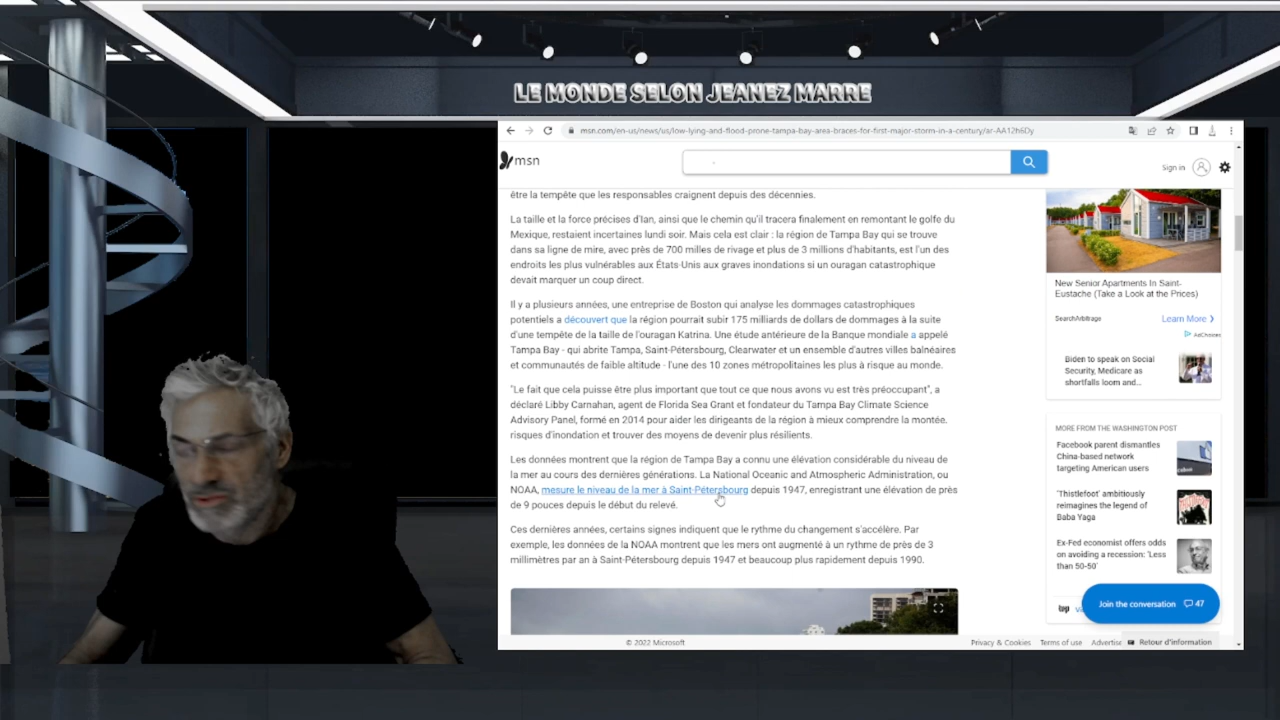 LE MONDE SELON JEANEZ MARRE
msn.com/en-us/news/us/low-lying-and-flood-prone-tampa-bay-area-braces-for-first-major-storm-in-a-century/ar-AA12h6Dy
msn
Sign in
être la tempête que les responsables craignent depuis des décennies.
La taille et la force précises d'Ian, ainsi que le chemin qu'il tracera finalement en remontant le golfe du
Mexique, restaient incertaines lundi soir. Mais cela est clair : la région de Tampa Bay qui se trouve
dans sa ligne de mire, avec près de 700 milles de rivage et plus de 3 millions d'habitants, est l'un des
endroits les plus vulnérables aux États-Unis aux graves inondations si un ouragan catastrophique
devait marquer un coup direct.
Il y a plusieurs années, une entreprise de Boston qui analyse les dommages catastrophiques
potentiels a découvert que la région pourrait subir 175 milliards de dollars de dommages à la suite
d'une tempête de la taille de l'ouragan Katrina. Une étude antérieure de la Banque mondiale a appelé
Tampa Bay - qui abrite Tampa, Saint-Pétersbourg, Clearwater et un ensemble d'autres villes balnéaires
et communautés de faible altitude - l'une des 10 zones métropolitaines les plus à risque au monde.
"Le fait que cela puisse être plus important que tout ce que nous avons vu est très préoccupant", a
déclaré Libby Carnahan, agent de Florida Sea Grant et fondateur du Tampa Bay Climate Science
Advisory Panel, formé en 2014 pour aider les dirigeants de la région à mieux comprendre la montée.
risques d'inondation et trouver des moyens de devenir plus résilients.
Les données montrent que la région de Tampa Bay a connu une élévation considérable du niveau de
la mer au cours des dernières générations. La National Oceanic and Atmospheric Administration, ou
NOAA, mesure le niveau de la mer à Saint-Pétersbourg depuis 1947, enregistrant une élévation de près
de 9 pouces depuis le début du relevé.
Ces dernières années, certains signes indiquent que le rythme du changement s'accélère. Par
exemple, les données de la NOAA montrent que les mers ont augmenté à un rythme de près de 3
millimètres par an à Saint-Pétersbourg depuis 1947 et beaucoup plus rapidement depuis 1990.
New Senior Apartments In Saint-
Eustache (Take a Look at the Prices)
SearchArbitrage
Learn More
AdChoices
Biden to speak on Social
Security, Medicare as
shortfalls loom and...
MORE FROM THE WASHINGTON POST
Facebook parent dismantles
China-based network
targeting American users
'Thistlefoot' ambitiously
reimagines the legend of
Baba Yaga
Ex-Fed economist offers odds
on avoiding a recession: 'Less
than 50-50'
Join the conversation 47
© 2022 Microsoft
Privacy & Cookies
Terms of use
Advertise
Retour d'information